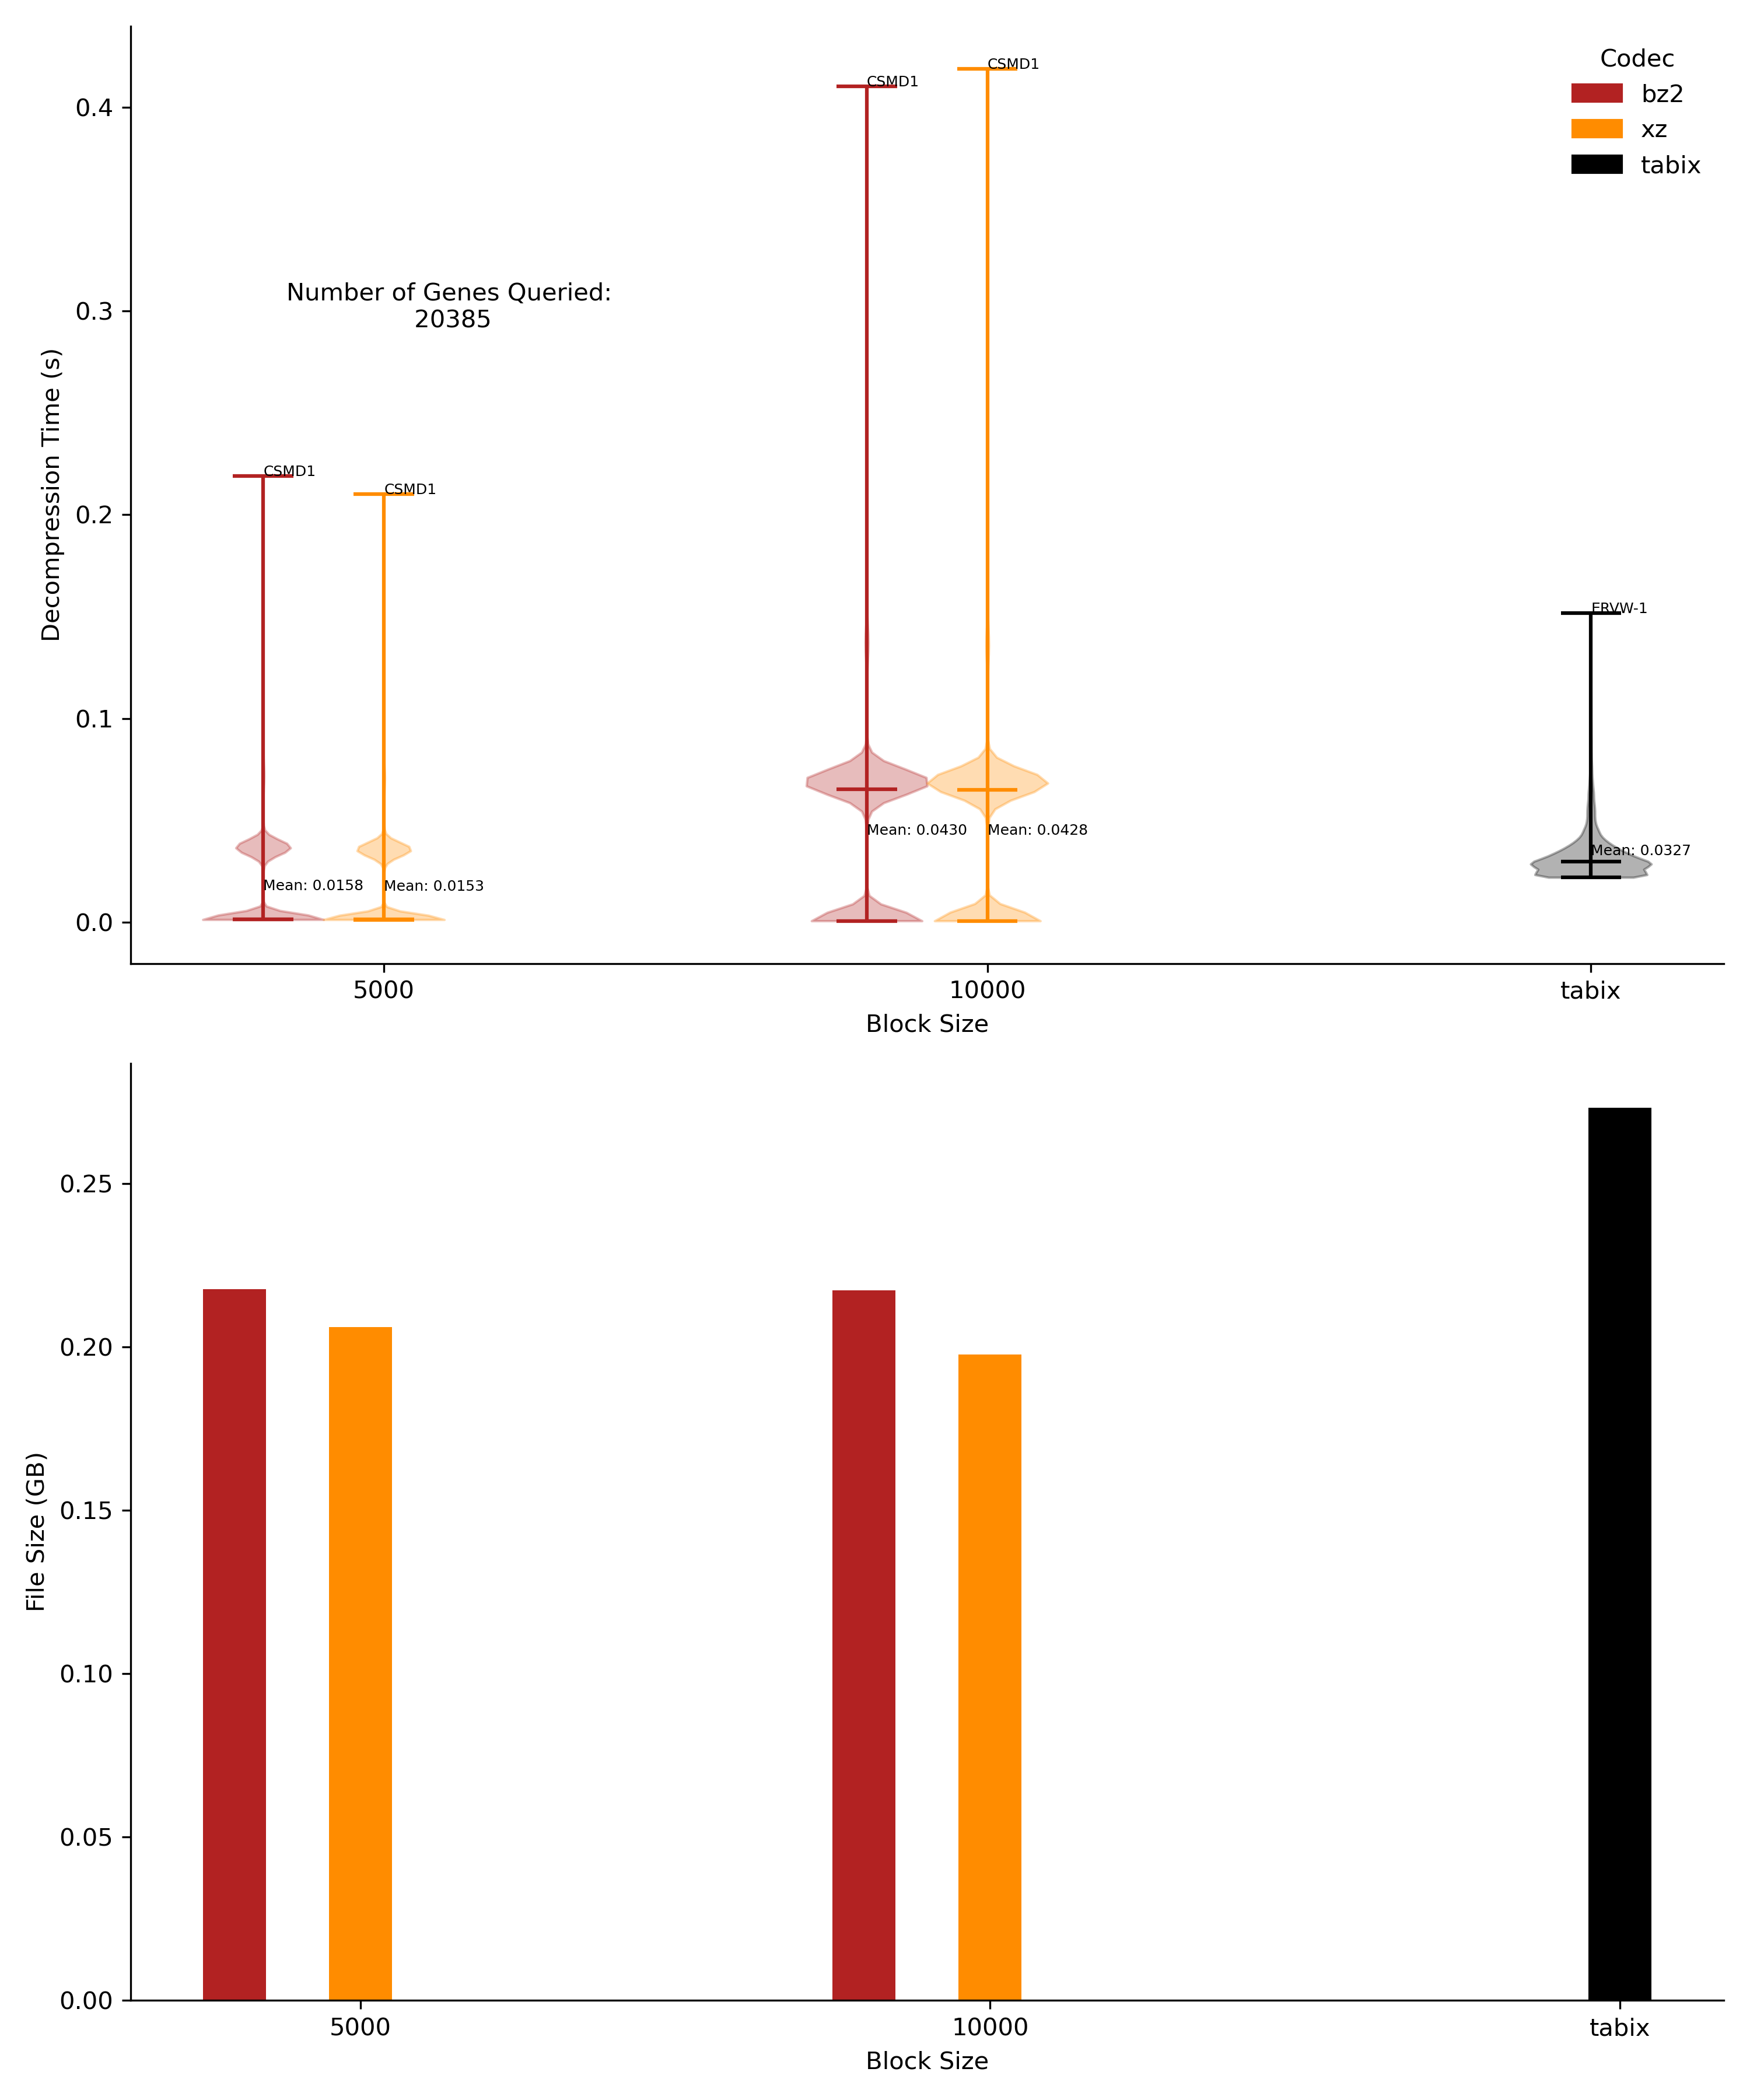 Codec
bz2
xz
tabix
CSMD1
CSMD1
CSMD1
CSMD1
ERVW-1
Number of Genes Queried:
20385
Mean: 0.0158
Mean: 0.0153
Mean: 0.0430
Mean: 0.0428
Mean: 0.0327
Decompression Time (s)
0.4
0.3
0.2
0.1
0.0
5000
10000
tabix
Block Size
File Size (GB)
0.25
0.20
0.15
0.10
0.05
0.00
5000
10000
tabix
Block Size